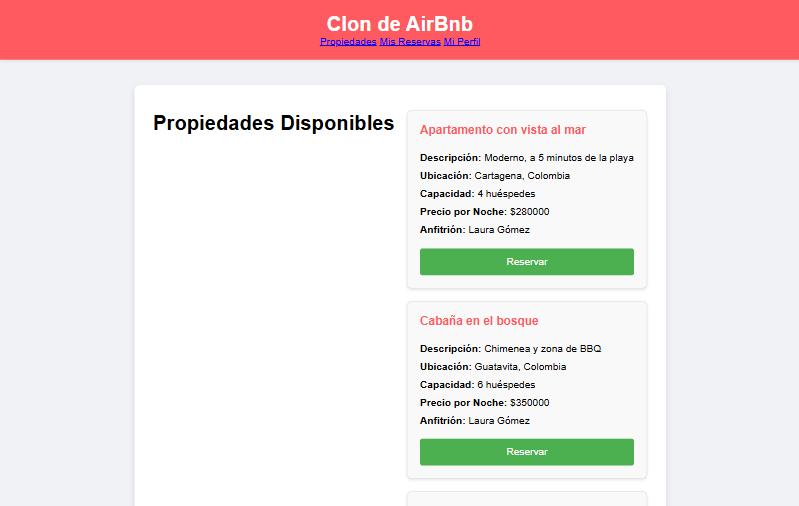 Clon de AirBnb
Propiedades Mis Reservas Mi Perfil
Propiedades Disponibles
Apartamento con vista al mar
Descripción: Moderno, a 5 minutos de la playa
Ubicación: Cartagena, Colombia
Capacidad: 4 huéspedes
Precio por Noche: $280000
Anfitrión: Laura Gómez
Reservar
Cabaña en el bosque
Descripción: Chimenea y zona de BBQ
Ubicación: Guatavita, Colombia
Capacidad: 6 huéspedes
Precio por Noche: $350000
Anfitrión: Laura Gómez
Reservar